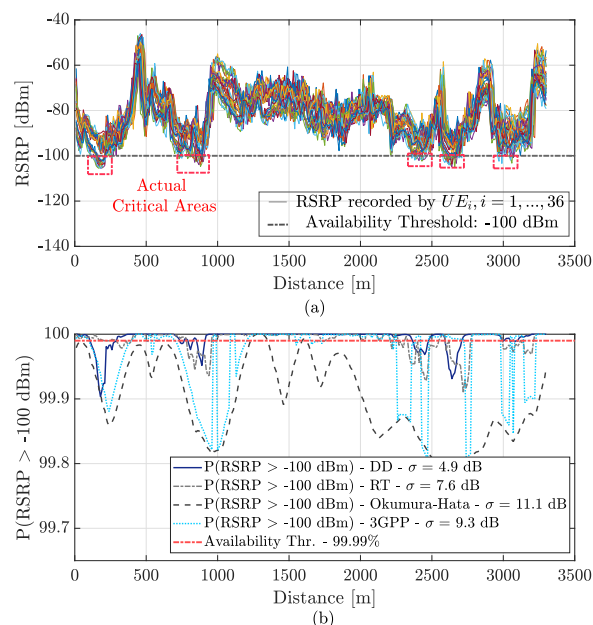 -40
-60
-80
-100
-120
-140
RSRP [dBm]
Actual
Critical Areas
RSRP recorded by UE_i, i = 1, ..., 36
Availability Threshold: -100 dBm
0 500 1000 1500 2000 2500 3000 3500
Distance [m]
(a)
100
99.9
99.8
99.7
P(RSRP > -100 dBm)
P(RSRP > -100 dBm) - DD - σ = 4.9 dB
P(RSRP > -100 dBm) - RT - σ = 7.6 dB
P(RSRP > -100 dBm) - Okumura-Hata - σ = 11.1 dB
P(RSRP > -100 dBm) - 3GPP - σ = 9.3 dB
Availability Thr. - 99.99%
0 500 1000 1500 2000 2500 3000 3500
Distance [m]
(b)